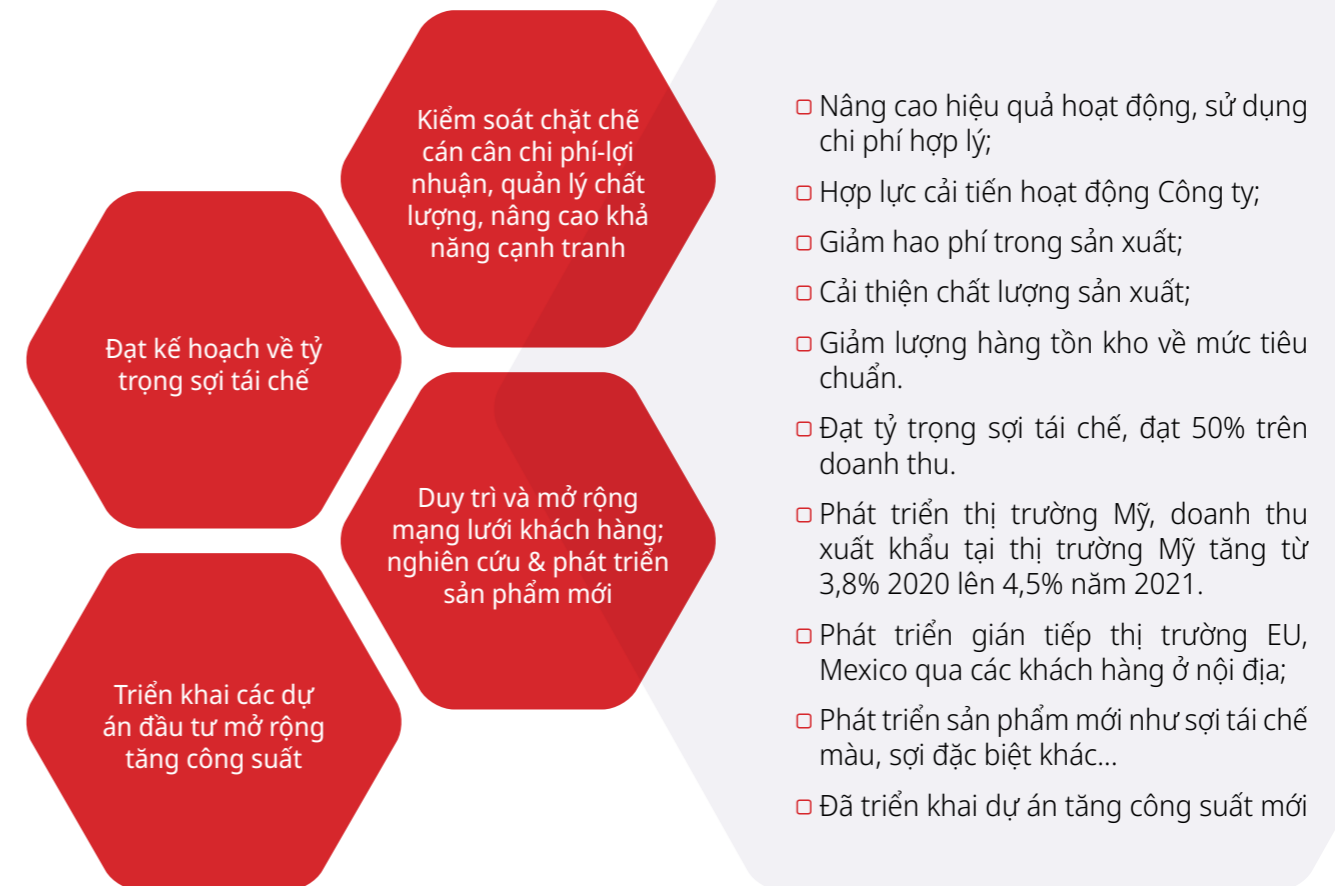 Kiểm soát chặt chẽ
cán cân chi phí-lợi
nhuận, quản lý chất
lượng, nâng cao khả
năng cạnh tranh
Đạt kế hoạch về tỷ
trọng sợi tái chế
Duy trì và mở rộng
mạng lưới khách hàng;
nghiên cứu & phát triển
sản phẩm mới
Triển khai các dự
án đầu tư mở rộng
tăng công suất
Nâng cao hiệu quả hoạt động, sử dụng
chi phí hợp lý;
Hợp lực cải tiến hoạt động Công ty;
Giảm hao phí trong sản xuất;
Cải thiện chất lượng sản xuất;
Giảm lượng hàng tồn kho về mức tiêu
chuẩn.
Đạt tỷ trọng sợi tái chế, đạt 50% trên
doanh thu.
Phát triển thị trường Mỹ, doanh thu
xuất khẩu tại thị trường Mỹ tăng từ
3,8% 2020 lên 4,5% năm 2021.
Phát triển gián tiếp thị trường EU,
Mexico qua các khách hàng ở nội địa;
Phát triển sản phẩm mới như sợi tái chế
màu, sợi đặc biệt khác...
Đã triển khai dự án tăng công suất mới